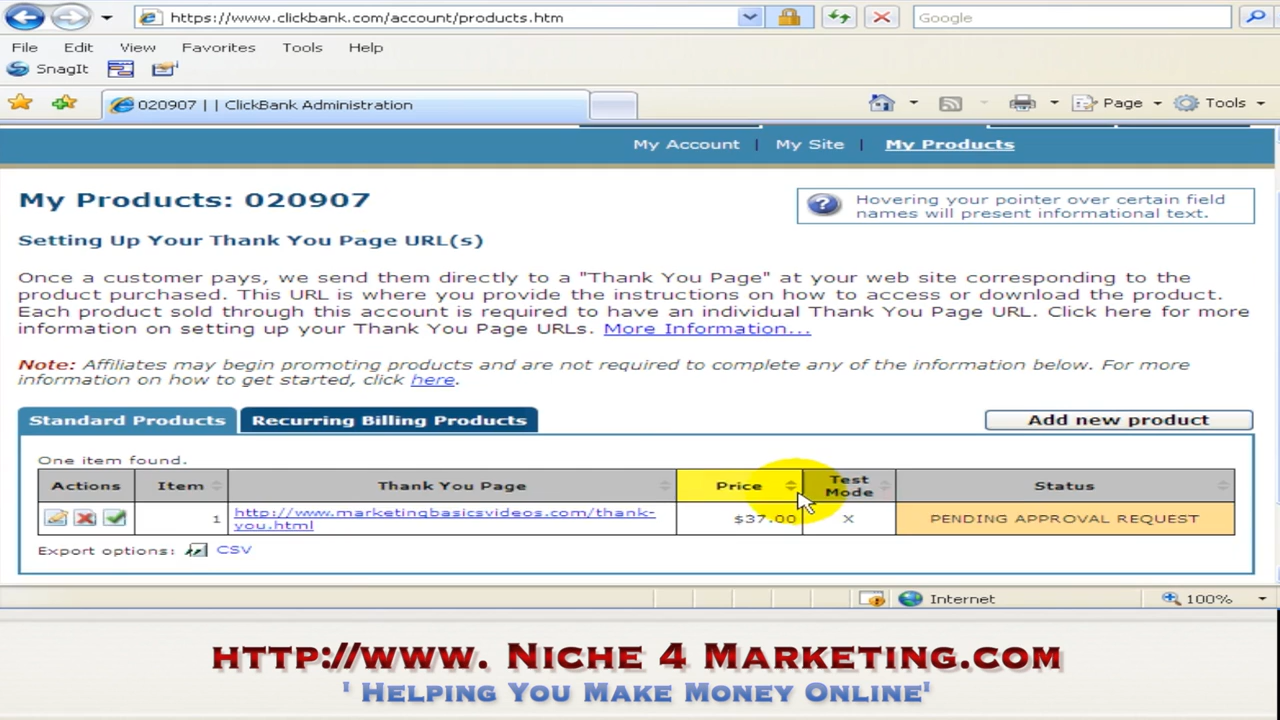 https://www.clickbank.com/account/products.htm
Google
File Edit View Favorites Tools Help
SnagIt
020907 | | ClickBank Administration
Page Tools
My Account | My Site | My Products
My Products: 020907
Hovering your pointer over certain field
names will present informational text.
Setting Up Your Thank You Page URL(s)
Once a customer pays, we send them directly to a "Thank You Page" at your web site corresponding to the
product purchased. This URL is where you provide the instructions on how to access or download the product.
Each product sold through this account is required to have an individual Thank You Page URL. Click here for more
information on setting up your Thank You Page URLs. More Information...
Note: Affiliates may begin promoting products and are not required to complete any of the information below. For more
information on how to get started, click here.
Standard Products Recurring Billing Products Add new product
One item found.
Actions Item Thank You Page Price Test Mode Status
1 http://www.marketingbasicsvideos.com/thank-
you.html $37.00 X PENDING APPROVAL REQUEST
Export options: CSV
Internet 100%
http://www. Niche 4 Marketing.com
' Helping You Make Money Online'